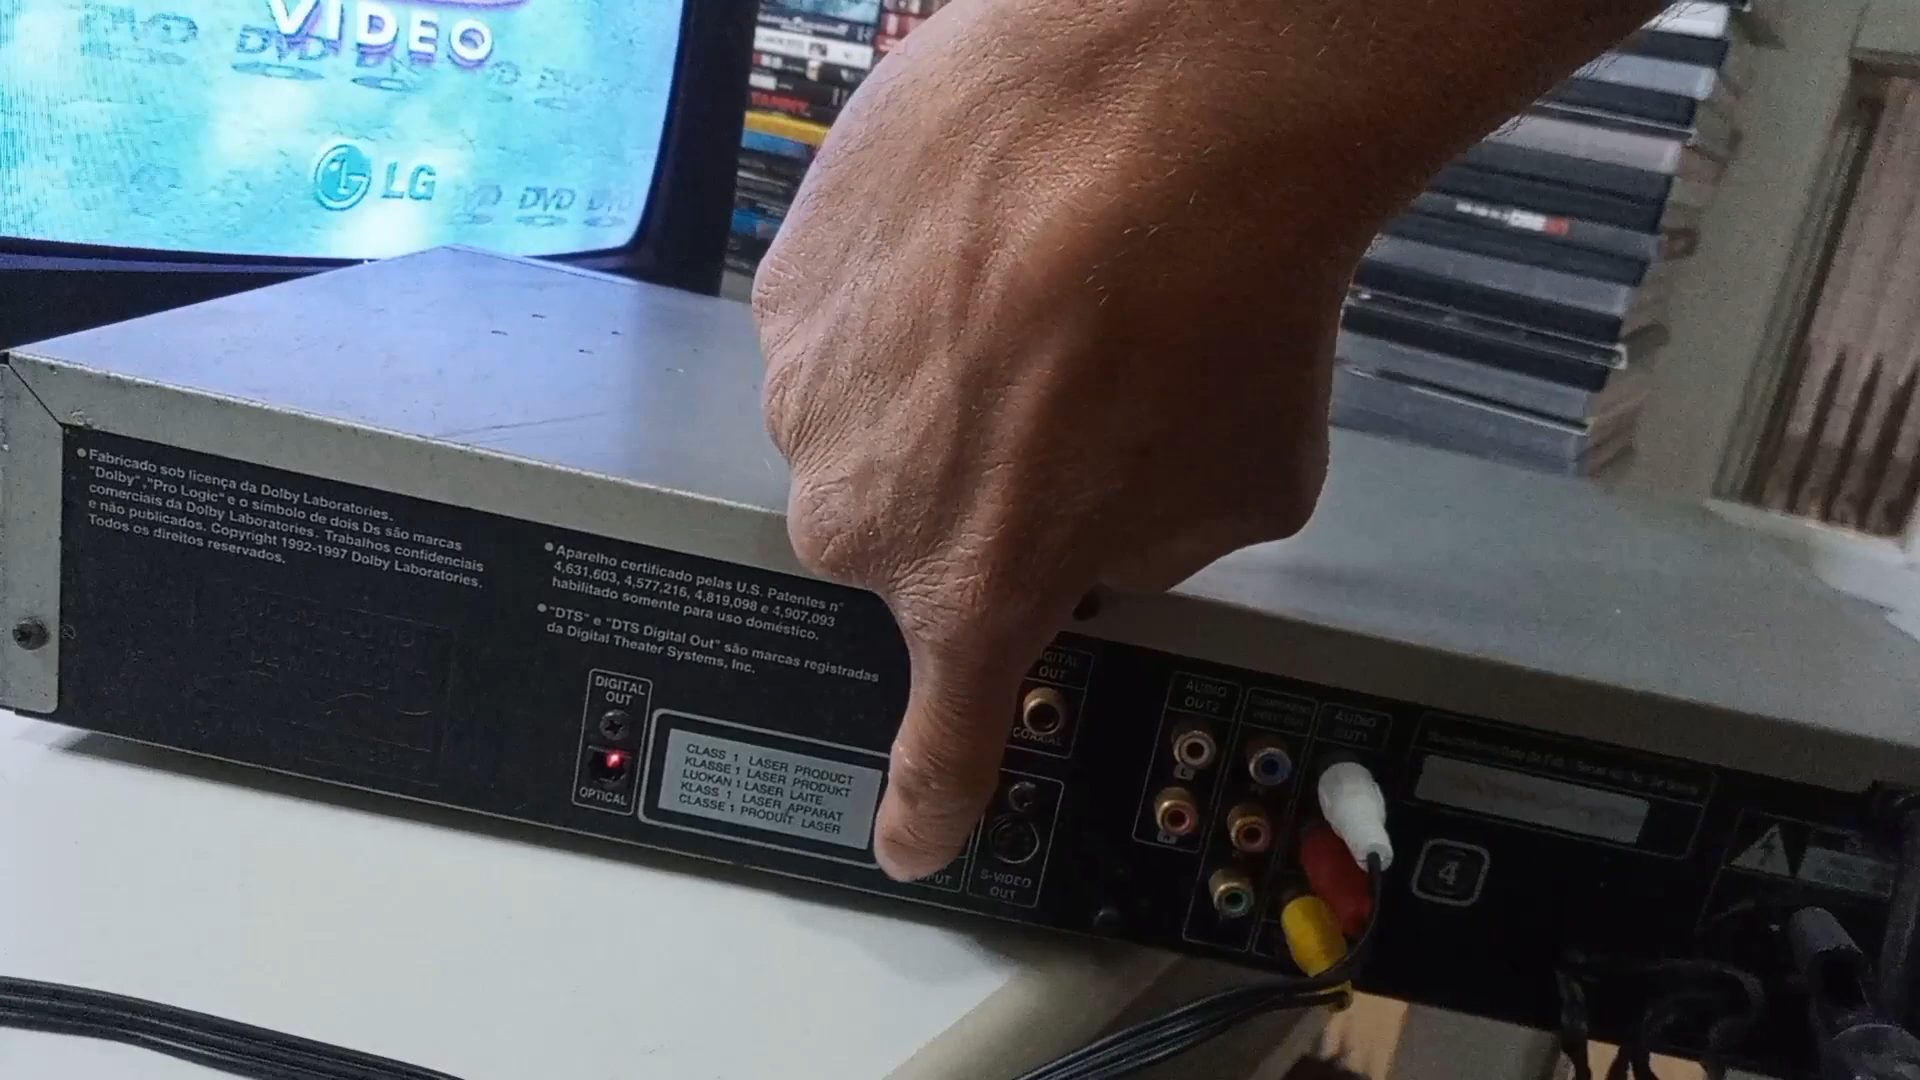 VIDEO
DVD DVD
LG
DVD
TAMMY
● Fabricado sob licença da Dolby Laboratories.
"Dolby","Pro Logic" e o símbolo de dois Ds são marcas
comerciais da Dolby Laboratories. Trabalhos confidenciais
e não publicados. Copyright 1992-1997 Dolby Laboratories.
Todos os direitos reservados.
● Aparelho certificado pelas U.S. Patentes n°
4,631,603, 4,577,216, 4,819,098 e 4,907,093
habilitado somente para uso doméstico.
● "DTS" e "DTS Digital Out" são marcas registradas
da Digital Theater Systems, Inc.
DIGITAL
OUT
OPTICAL
CLASS 1 LASER PRODUCT
KLASSE 1 LASER PRODUKT
LUOKAN 1 LASER LAITE
KLASS 1 LASER APPARAT
CLASSE 1 PRODUIT LASER
OUT
COAXIAL
S-VIDEO
OUT
AUDIO
OUT2
L
AUDIO
OUT1
4